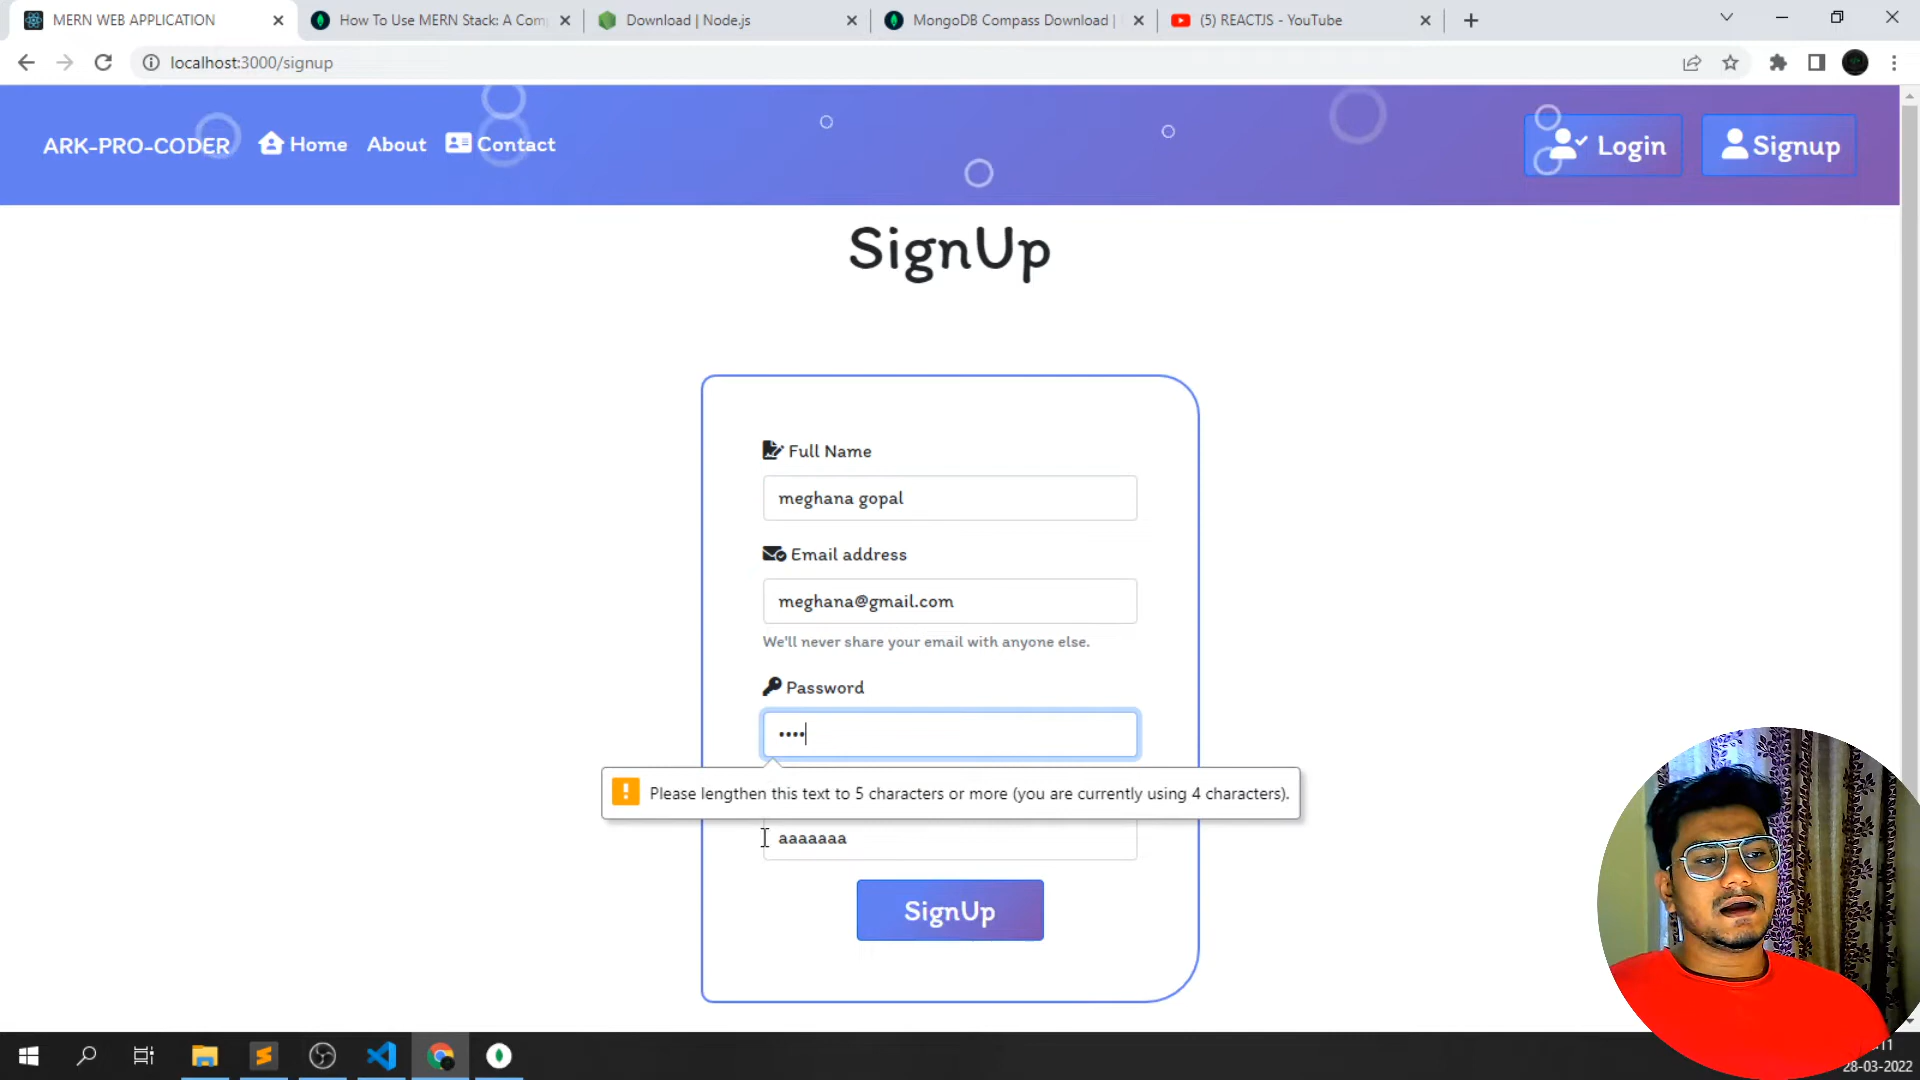 MERN WEB APPLICATION
How To Use MERN Stack: A Comp
Download | Node.js
MongoDB Compass Download |
(5) REACTJS - YouTube
localhost:3000/signup
ARK-PRO-CODER
Home
About
Contact
Login
Signup
SignUp
Full Name
meghana gopal
Email address
meghana@gmail.com
We'll never share your email with anyone else.
Password
••••
Please lengthen this text to 5 characters or more (you are currently using 4 characters).
aaaaaaa
SignUp
28-03-2022